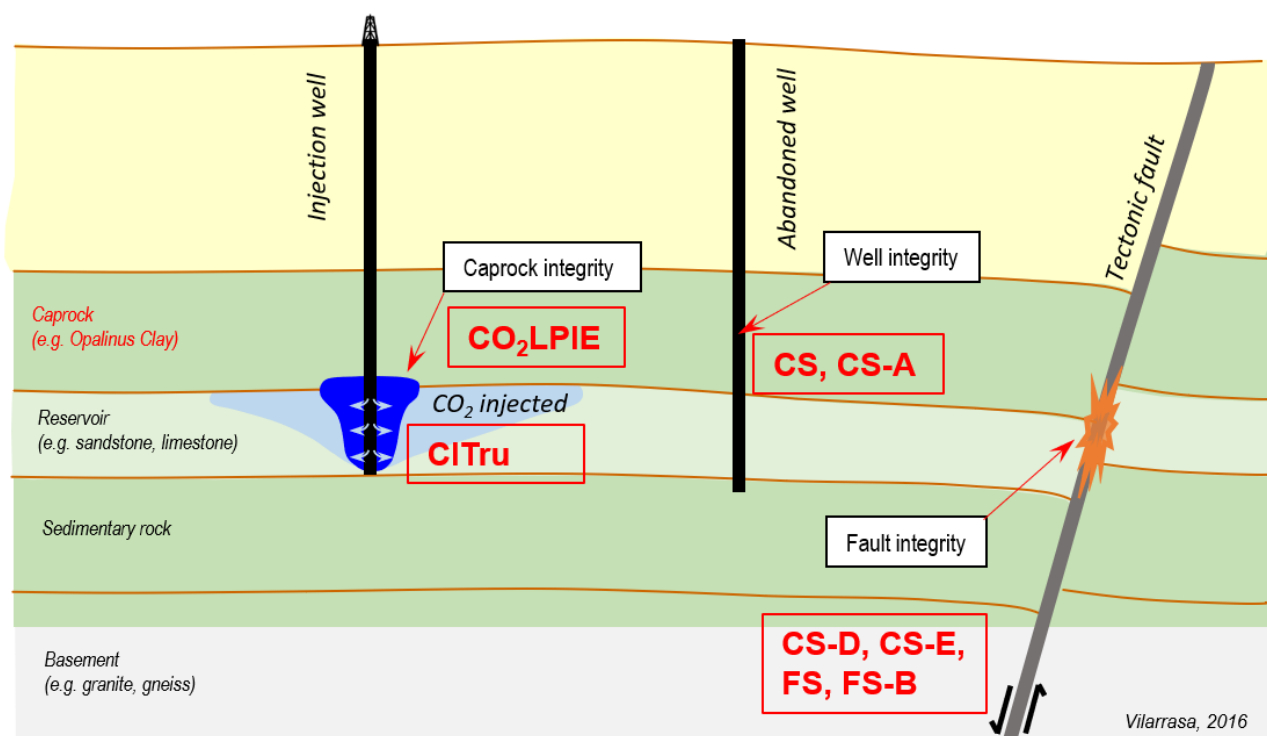 Injection well
Abandoned well
Tectonic fault
Caprock integrity
Well integrity
Caprock
(e.g. Opalinus Clay)
CO₂LPIE
CS, CS-A
Reservoir
(e.g. sandstone, limestone)
CO₂ injected
CITru
Sedimentary rock
Fault integrity
CS-D, CS-E,
FS, FS-B
Basement
(e.g. granite, gneiss)
Vilarrasa, 2016